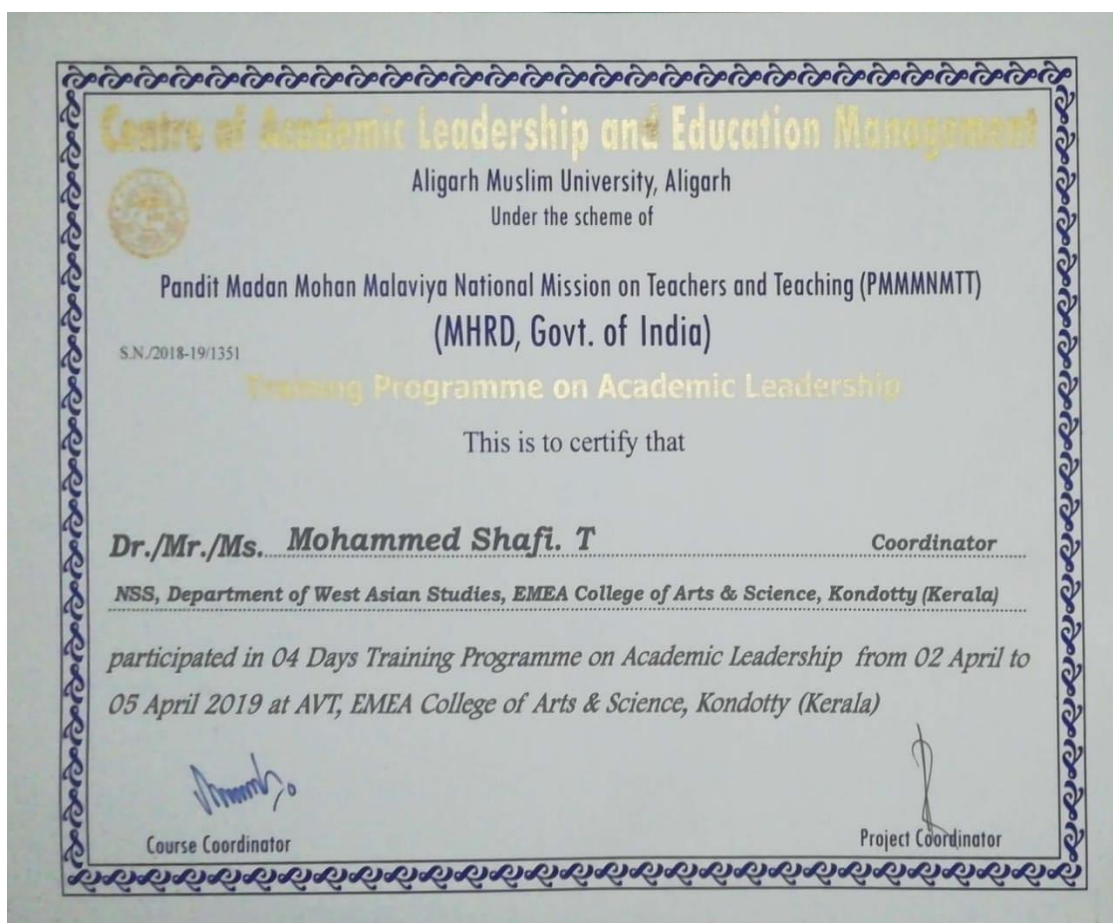 Centre of Academic Leadership and Education Management
Aligarh Muslim University, Aligarh
Under the scheme of
Pandit Madan Mohan Malaviya National Mission on Teachers and Teaching (PMMMNMTT)
(MHRD, Govt. of India)
S.N./2018-19/1351
Training Programme on Academic Leadership
This is to certify that
Dr./Mr./Ms. Mohammed Shafi. T Coordinator
NSS, Department of West Asian Studies, EMEA College of Arts & Science, Kondotty (Kerala)
participated in 04 Days Training Programme on Academic Leadership from 02 April to
05 April 2019 at AVT, EMEA College of Arts & Science, Kondotty (Kerala)
Course Coordinator Project Coordinator